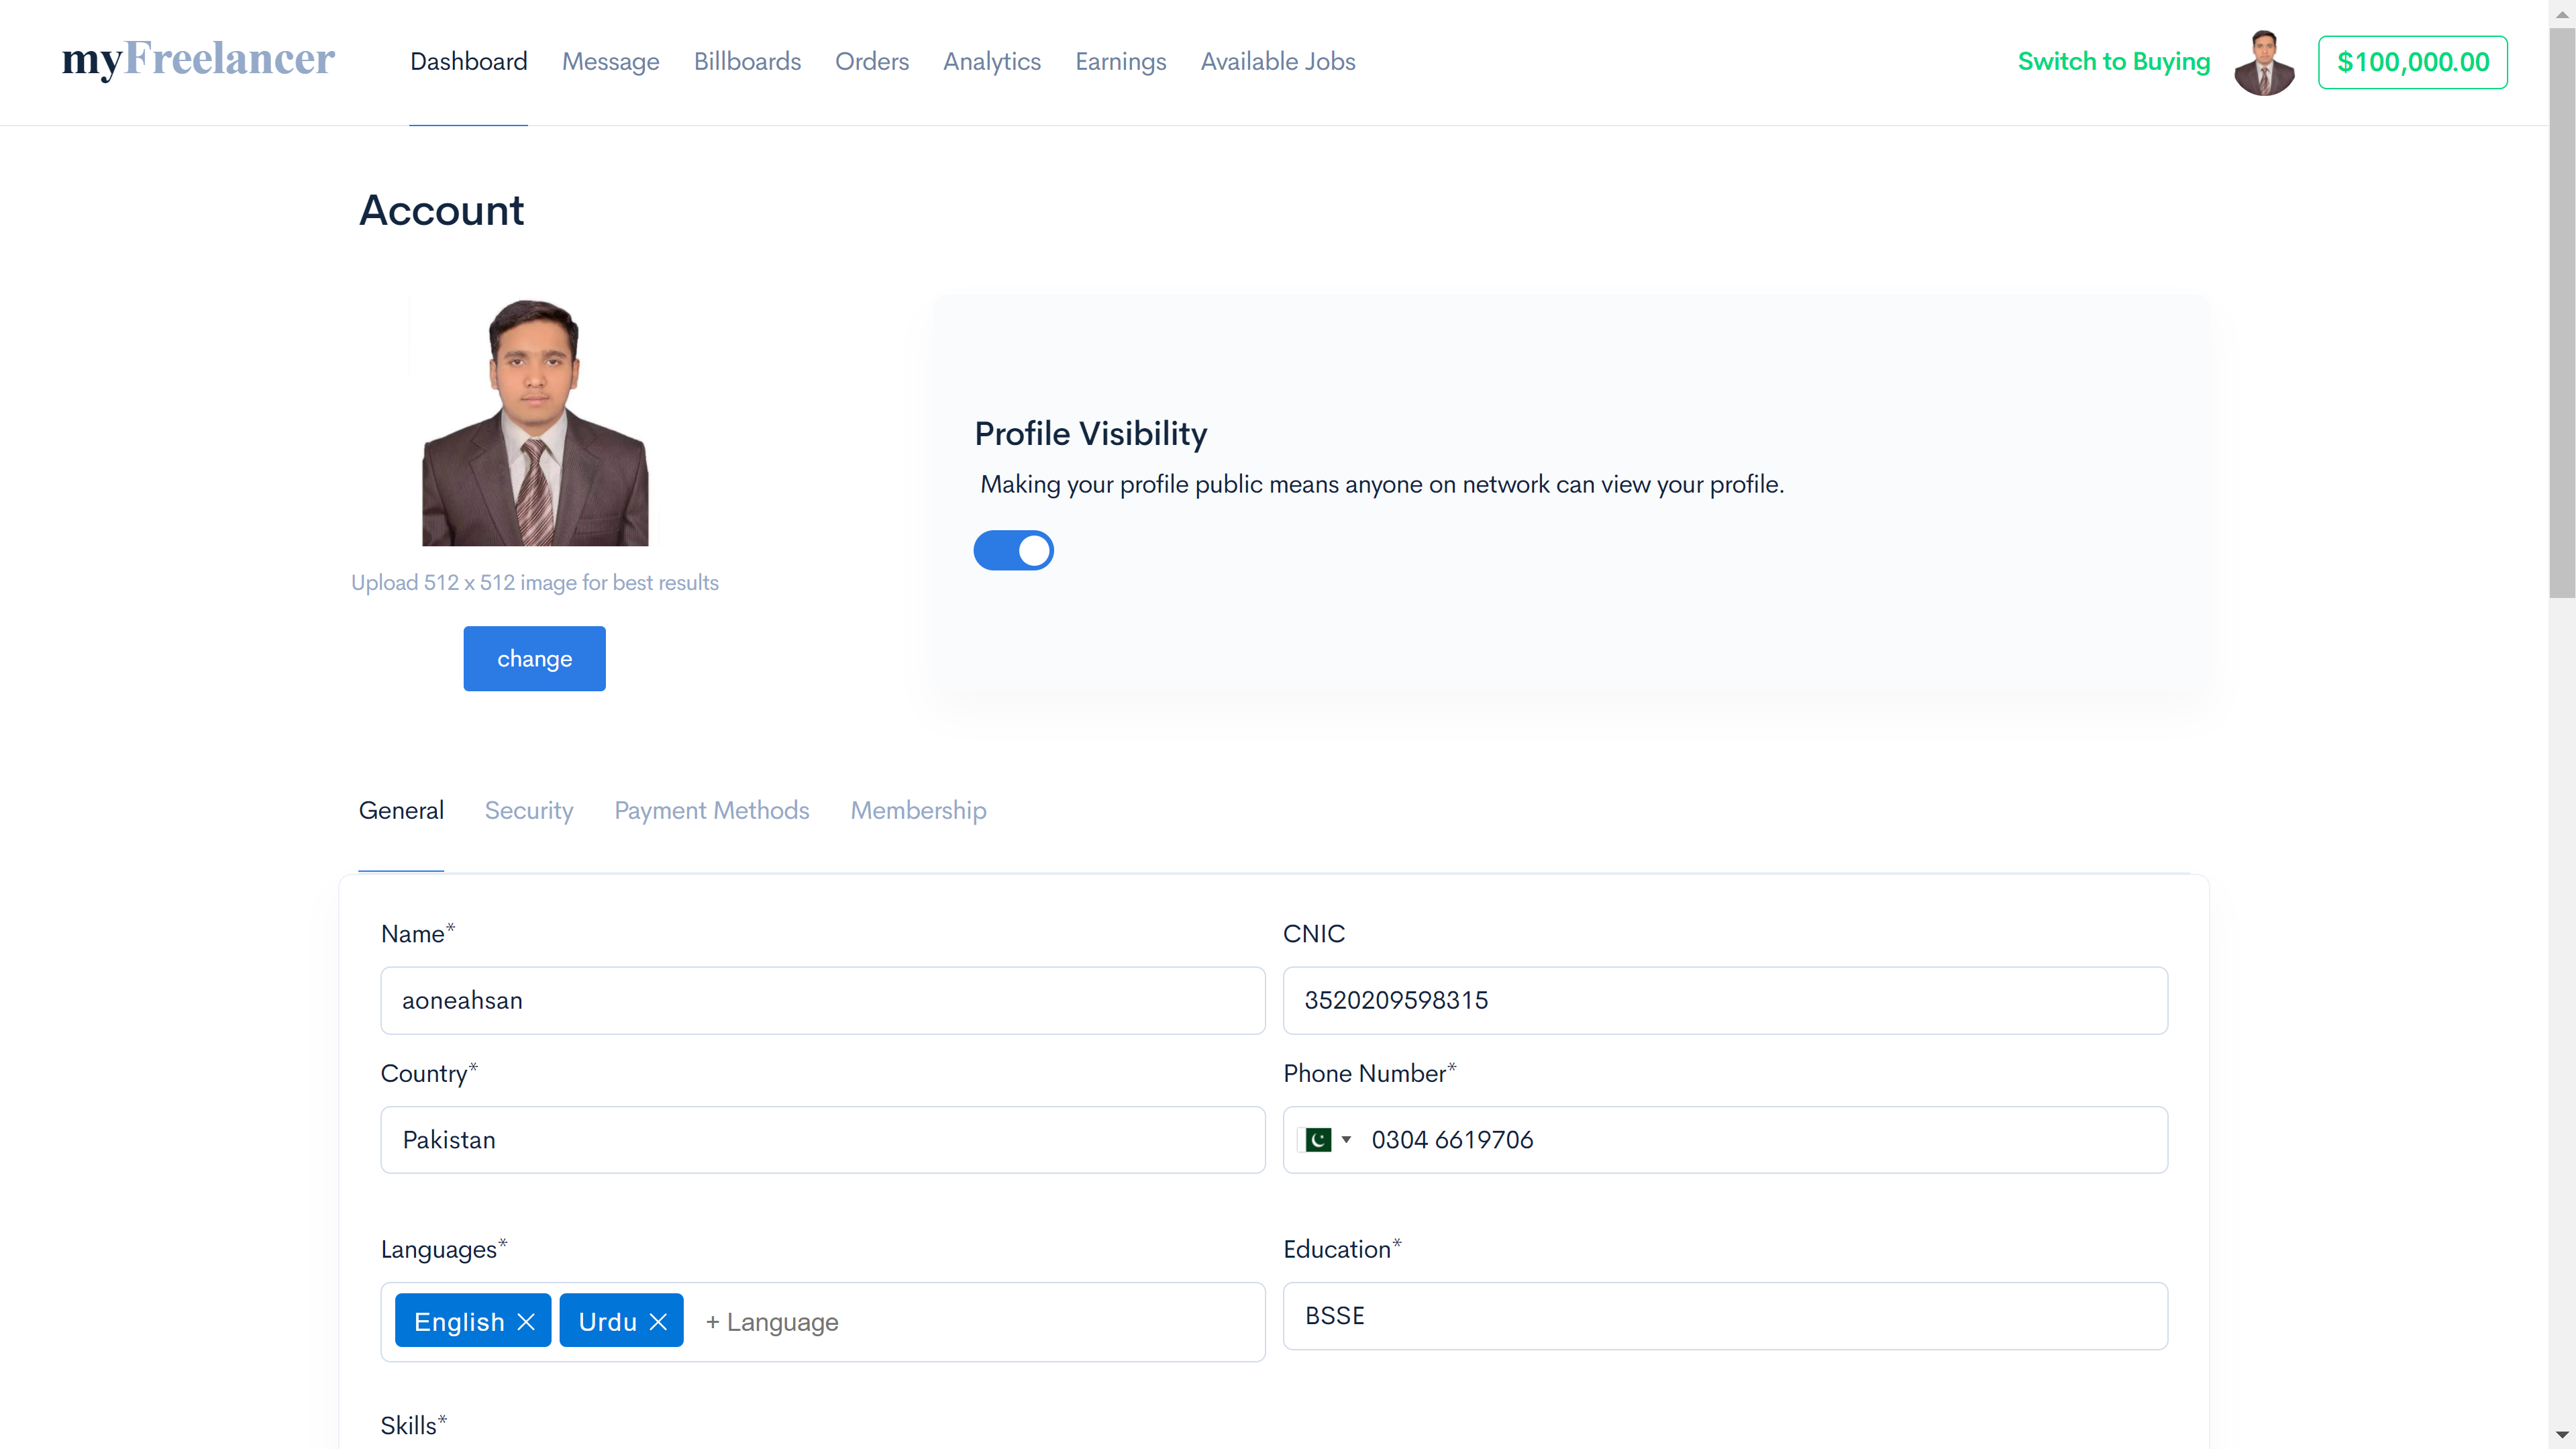 myFreelancer Dashboard Message Billboards Orders Analytics Earnings Available Jobs Switch to Buying $100,000.00
Account
Profile Visibility
Making your profile public means anyone on network can view your profile.
Upload 512 x 512 image for best results
change
General Security Payment Methods Membership
Name* CNIC
aoneahsan 3520209598315
Country* Phone Number*
Pakistan 0304 6619706
Languages* Education*
English Urdu + Language BSSE
Skills*